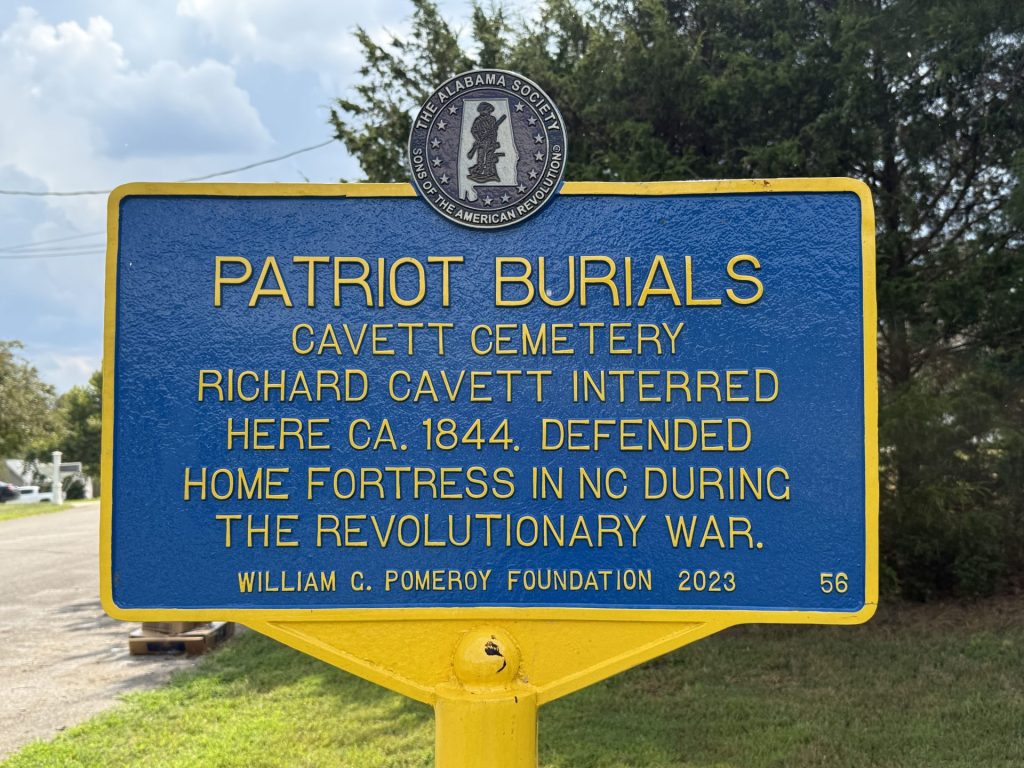 THE ALABAMA SOCIETY
SONS OF THE AMERICAN REVOLUTION®
PATRIOT BURIALS
CAVETT CEMETERY
RICHARD CAVETT INTERRED
HERE CA. 1844. DEFENDED
HOME FORTRESS IN NC DURING
THE REVOLUTIONARY WAR.
WILLIAM G. POMEROY FOUNDATION 2023 56